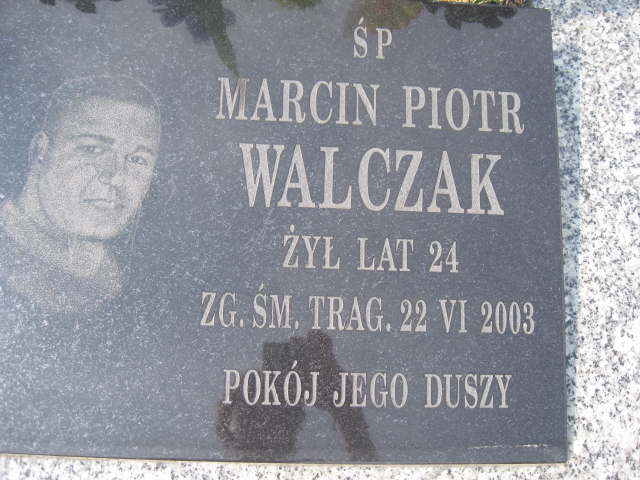 ŚP
MARCIN PIOTR
WALCZAK
ŻYŁ LAT 24
ZG. ŚM. TRAG. 22 VI 2003
POKÓJ JEGO DUSZY